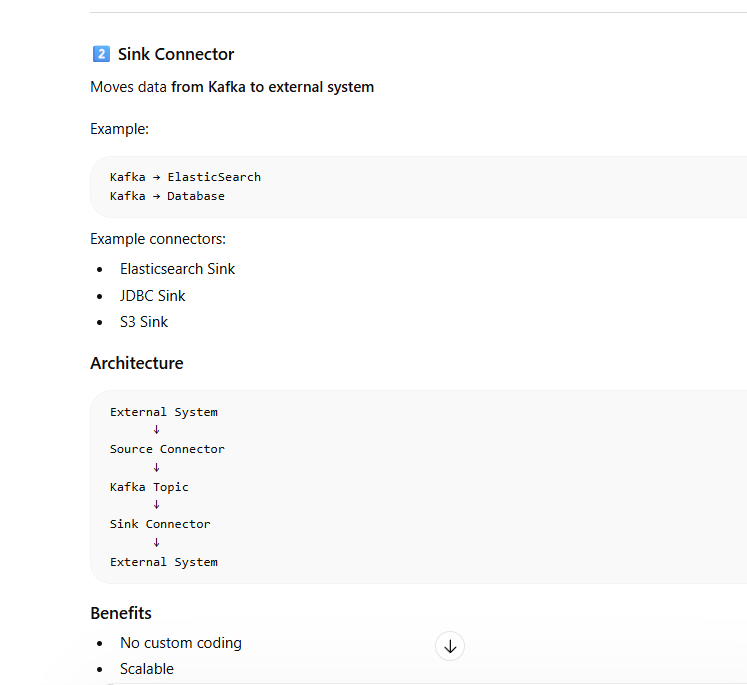 2 Sink Connector
Moves data from Kafka to external system
Example:
Kafka → ElasticSearch
Kafka → Database
Example connectors:
• Elasticsearch Sink
• JDBC Sink
• S3 Sink
Architecture
External System
↓
Source Connector
↓
Kafka Topic
↓
Sink Connector
↓
External System
Benefits
• No custom coding
• Scalable